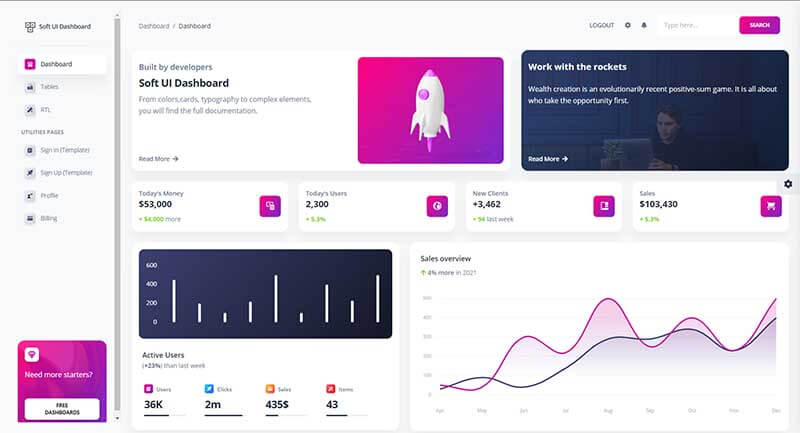 Soft UI Dashboard
Dashboard
Tables
RTL
UTILITIES PAGES
Sign in (Template)
Sign Up (Template)
Profile
Billing
Need more starters?
FREE
DASHBOARDS
Dashboard / Dashboard
LOGOUT
Type here...
SEARCH
Built by developers
Soft UI Dashboard
From colors,cards, typography to complex elements,
you will find the full documentation.
Read More →
Work with the rockets
Wealth creation is an evolutionarily recent positive-sum game. It is all about
who take the opportunity first.
Read More →
Today's Money
$53,000
+ $4,000 more
Today's Users
2,300
+ 5.3%
New Clients
+3,462
+ 94 last week
Sales
$103,430
+ 5.3%
600
400
200
0
Active Users
(+23%) than last week
Users
36K
Clicks
2m
Sales
435$
Items
43
Sales overview
4% more in 2021
500
400
300
200
100
0
Apr
May
Jun
Jul
Aug
Sep
Oct
Nov
Dec